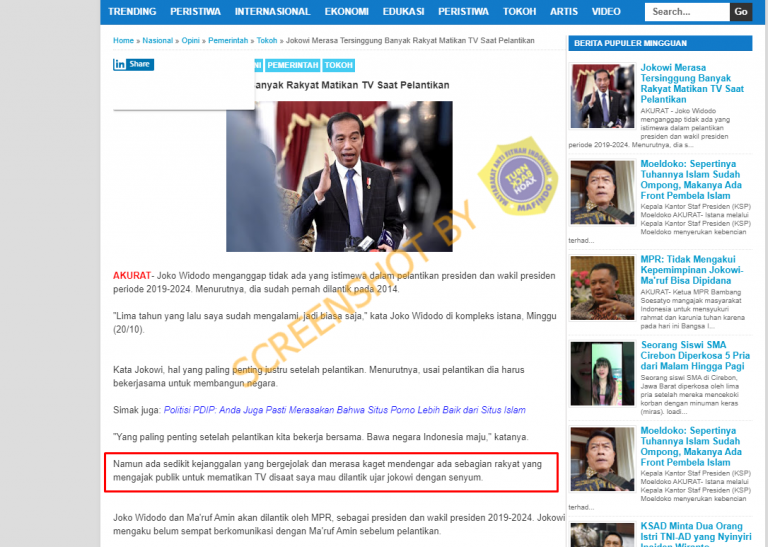 TRENDING PERISTIWA INTERNASIONAL EKONOMI EDUKASI PERISTIWA TOKOH ARTIS VIDEO
Search... Go
Home » Nasional » Opini » Pemerintah » Tokoh » Jokowi Merasa Tersinggung Banyak Rakyat Matikan TV Saat Pelantikan
in Share
NI PEMERINTAH TOKOH
Banyak Rakyat Matikan TV Saat Pelantikan
MASYARAKAT ANTI FITNAH INDONESIA
TURN BACK HOAX
MAFINDO
SCREENSHOT BY
AKURAT- Joko Widodo menganggap tidak ada yang istimewa dalam pelantikan presiden dan wakil presiden
periode 2019-2024. Menurutnya, dia sudah pernah dilantik pada 2014.
"Lima tahun yang lalu saya sudah mengalami, jadi biasa saja," kata Joko Widodo di kompleks istana, Minggu
(20/10).
Kata Jokowi, hal yang paling penting justru setelah pelantikan. Menurutnya, usai pelantikan dia harus
bekerjasama untuk membangun negara.
Simak juga: Politisi PDIP: Anda Juga Pasti Merasakan Bahwa Situs Porno Lebih Baik dari Situs Islam
"Yang paling penting setelah pelantikan kita bekerja bersama. Bawa negara Indonesia maju," katanya.
Namun ada sedikit kejanggalan yang bergejolak dan merasa kaget mendengar ada sebagian rakyat yang
mengajak publik untuk mematikan TV disaat saya mau dilantik ujar jokowi dengan senyum.
Joko Widodo dan Ma'ruf Amin akan dilantik oleh MPR, sebagai presiden dan wakil presiden 2019-2024. Jokowi
mengaku belum sempat berkomunikasi dengan Ma'ruf Amin sebelum pelantikan.
BERITA PUPULER MINGGUAN
Jokowi Merasa
Tersinggung Banyak
Rakyat Matikan TV Saat
Pelantikan
AKURAT - Joko Widodo
menganggap tidak ada yang
istimewa dalam pelantikan
presiden dan wakil presiden
periode 2019-2024. Menurutnya, dia s...
Moeldoko: Sepertinya
Tuhannya Islam Sudah
Ompong, Makanya Ada
Front Pembela Islam
Kepala Kantor Staf Presiden (KSP)
Moeldoko AKURAT- Istana melalui
Kepala Kantor Staf Presiden (KSP)
Moeldoko menyerukan kebencian
terhad...
MPR: Tidak Mengakui
Kepemimpinan Jokowi-
Ma'ruf Bisa Dipidana
AKURAT- Ketua MPR Bambang
Soesatyo mengajak masyarakat
Indonesia untuk mensyukuri
rahmat dan karunia tuhan karena
pada hari ini Bangsa I...
Seorang Siswi SMA
Cirebon Diperkosa 5 Pria
dari Malam Hingga Pagi
Seorang siswi SMA di Cirebon,
Jawa Barat diperkosa oleh lima
pria setelah mereka mencekoki
korban dengan minuman keras
(miras). Ioadi...
Moeldoko: Sepertinya
Tuhannya Islam Sudah
Ompong, Makanya Ada
Front Pembela Islam
Kepala Kantor Staf Presiden (KSP)
Moeldoko AKURAT- Istana melalui
Kepala Kantor Staf Presiden (KSP)
Moeldoko menyerukan kebencian
terhad...
KSAD Minta Dua Orang
Istri TNI-AD yang Nyinyiri